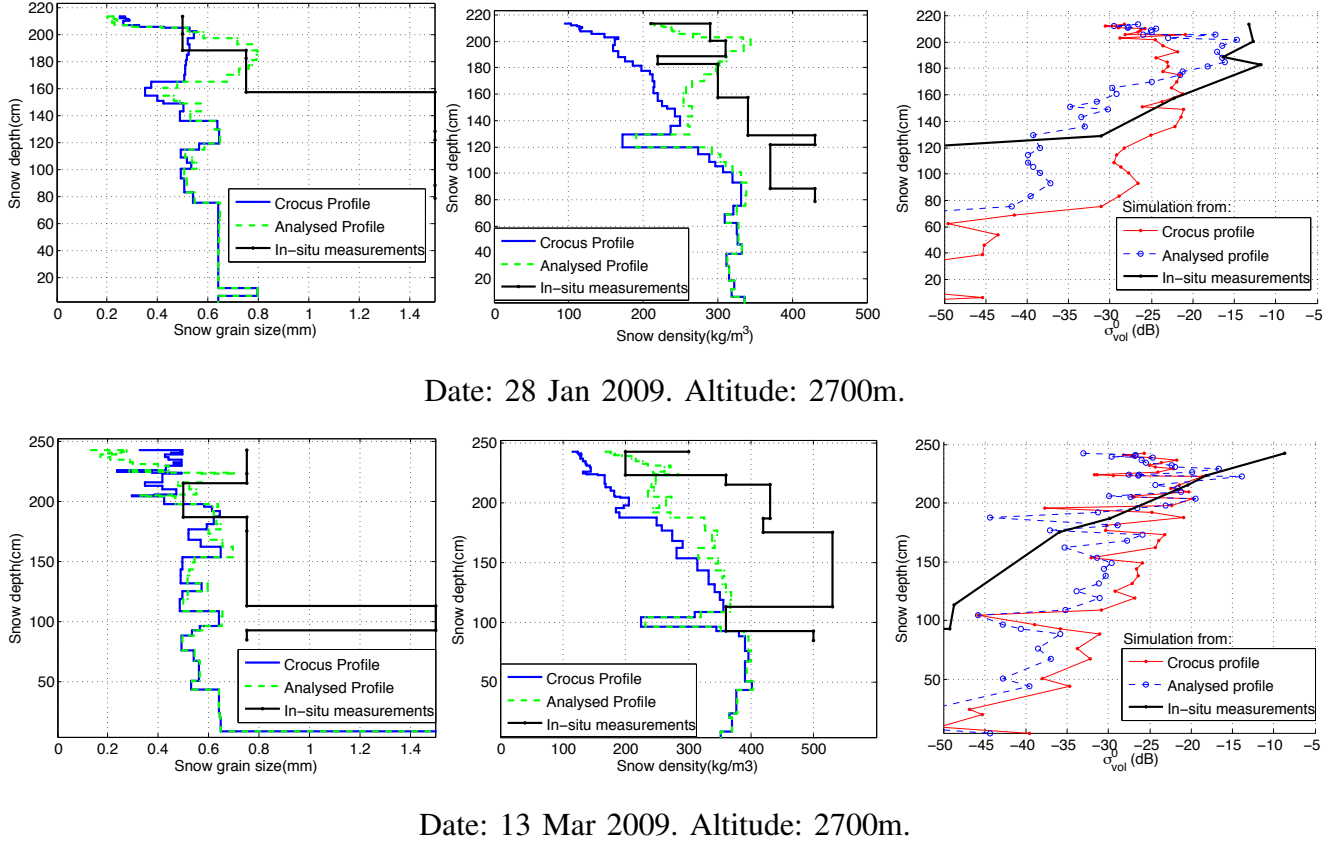 220
200
180
160
140
120
100
80
60
40
20
0
0.2
0.4
0.6
0.8
1
1.2
1.4
Snow depth(cm)
Snow grain size(mm)
Crocus Profile
Analysed Profile
In−situ measurements
220
200
180
160
140
120
100
80
60
40
20
0
100
200
300
400
500
Snow depth(cm)
Snow density(kg/m3)
Crocus Profile
Analysed Profile
In−situ measurements
220
200
180
160
140
120
100
80
60
40
20
−50
−45
−40
−35
−30
−25
−20
−15
−10
−5
Snow depth(cm)
σ0vol (dB)
Simulation from:
Crocus profile
Analysed profile
In−situ measurements
Date: 28 Jan 2009. Altitude: 2700m.
250
200
150
100
50
0
0.2
0.4
0.6
0.8
1
1.2
1.4
Snow depth(cm)
Snow grain size(mm)
Crocus Profile
Analysed Profile
In−situ measurements
250
200
150
100
50
0
100
200
300
400
500
Snow depth(cm)
Snow density(kg/m3)
Crocus Profile
Analysed Profile
In−situ measurements
250
200
150
100
50
−50
−45
−40
−35
−30
−25
−20
−15
−10
−5
Snow depth(cm)
σ0vol (dB)
Simulation from:
Crocus profile
Analysed profile
In−situ measurements
Date: 13 Mar 2009. Altitude: 2700m.